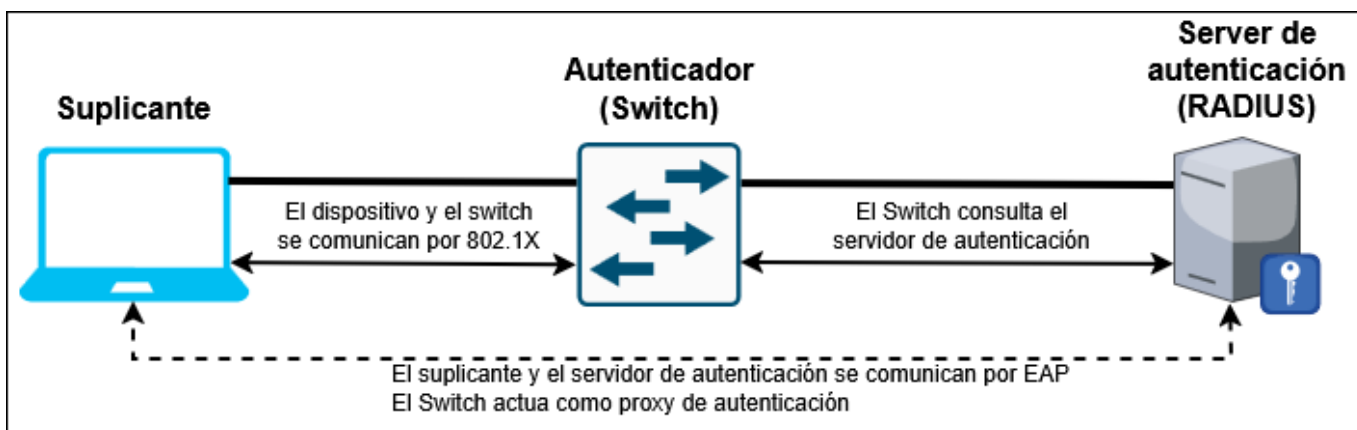 Suplicante
Autenticador
(Switch)
Server de
autenticación
(RADIUS)
El dispositivo y el switch
se comunican por 802.1X
El Switch consulta el
servidor de autenticación
El suplicante y el servidor de autenticación se comunican por EAP
El Switch actua como proxy de autenticación